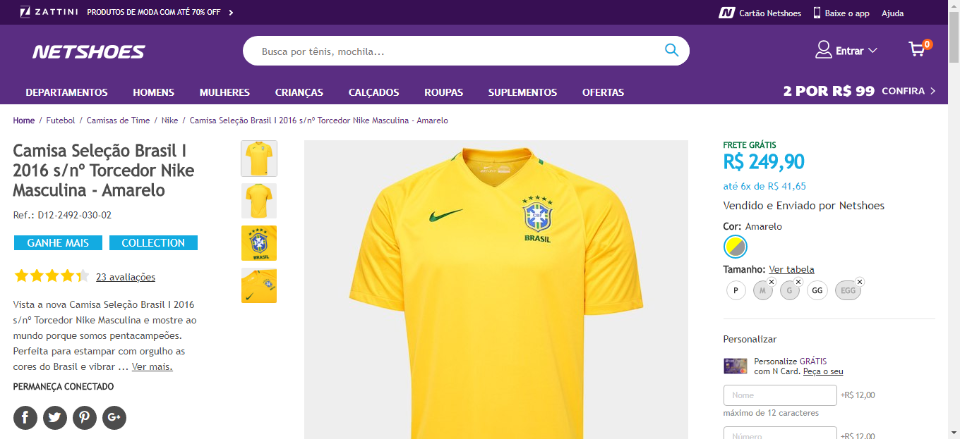 ZATTINI PRODUTOS DE MODA COM ATÉ 70% OFF
Cartão Netshoes Baixe o app Ajuda
NETSHOES
Busca por tênis, mochila...
Entrar
0
DEPARTAMENTOS HOMENS MULHERES CRIANÇAS CALÇADOS ROUPAS SUPLEMENTOS OFERTAS
2 POR R$ 99 CONFIRA
Home / Futebol / Camisas de Time / Nike / Camisa Seleção Brasil I 2016 s/nº Torcedor Nike Masculina - Amarelo
Camisa Seleção Brasil I
2016 s/nº Torcedor Nike
Masculina - Amarelo
Ref.: D12-2492-030-02
GANHE MAIS COLLECTION
23 avaliações
Vista a nova Camisa Seleção Brasil I 2016
s/nº Torcedor Nike Masculina e mostre ao
mundo porque somos pentacampeões.
Perfeita para estampar com orgulho as
cores do Brasil e vibrar ... Ver mais.
PERMANEÇA CONECTADO
CBF
BRASIL
FRETE GRÁTIS
R$ 249,90
até 6x de R$ 41,65
Vendido e Enviado por Netshoes
Cor: Amarelo
Tamanho: Ver tabela
P M G GG EGG
Personalizar
Personalize GRÁTIS
com N Card. Peça o seu
Nome +R$ 12,00
máximo de 12 caracteres
Número +R$ 12,00